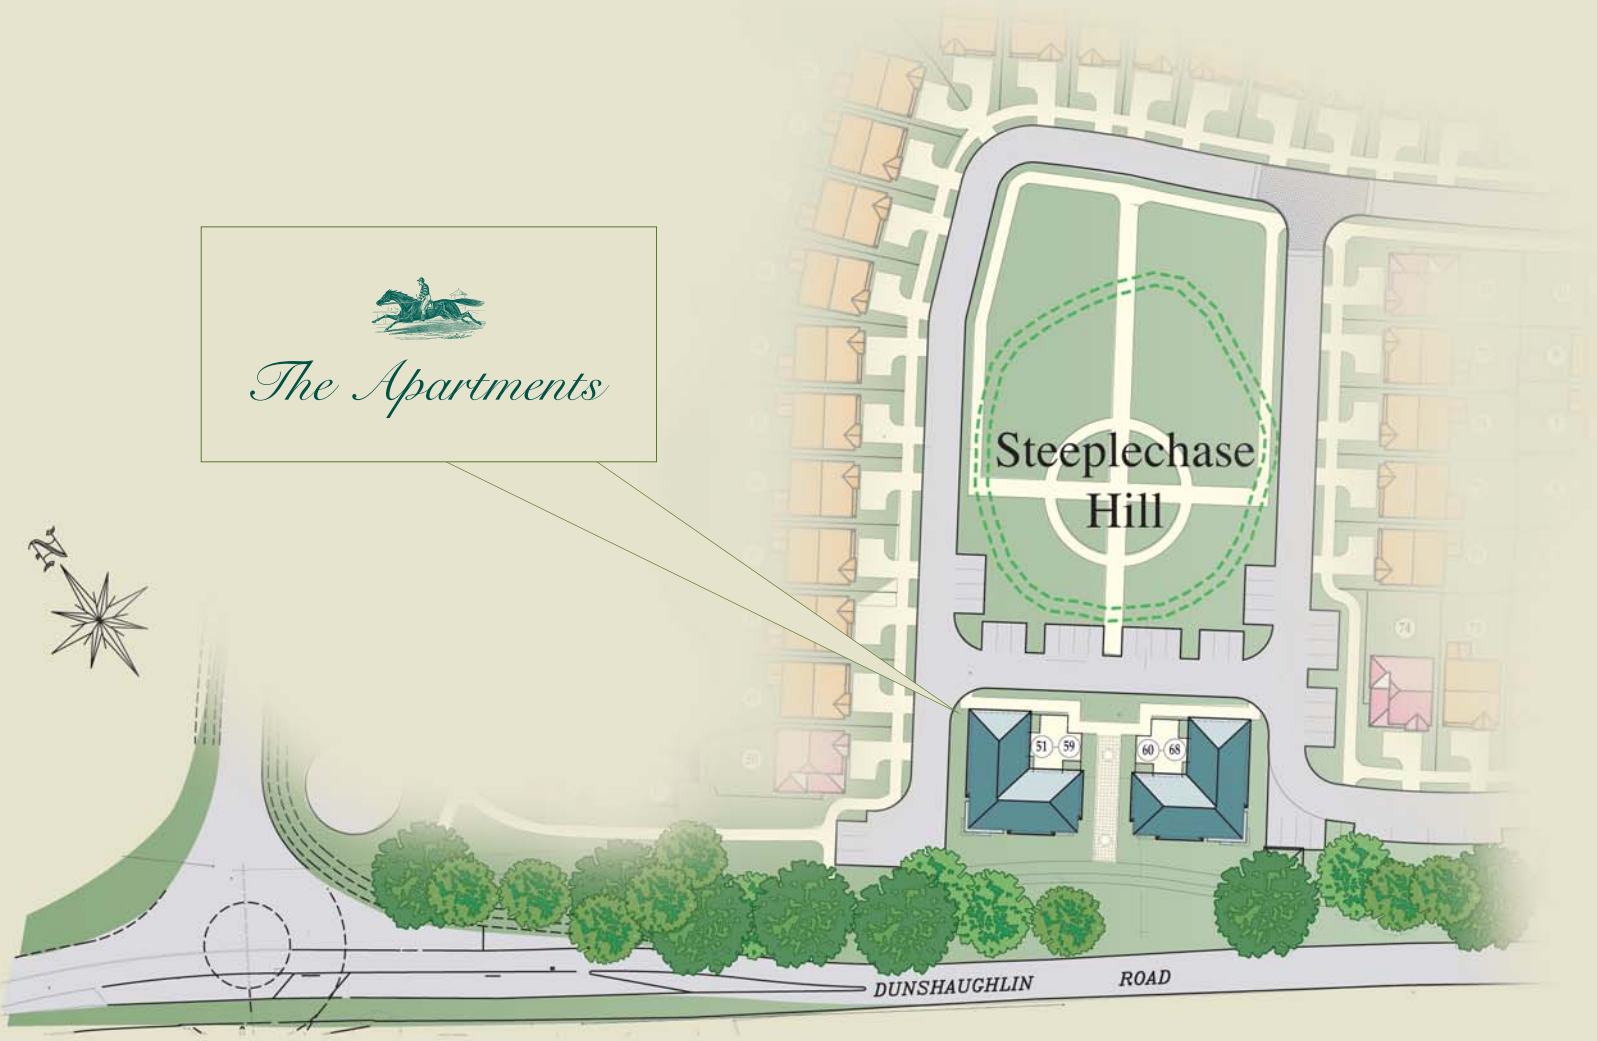 The Apartments
Steeplechase
Hill
N
74
51 59
60 68
DUNSHAUGHLIN ROAD